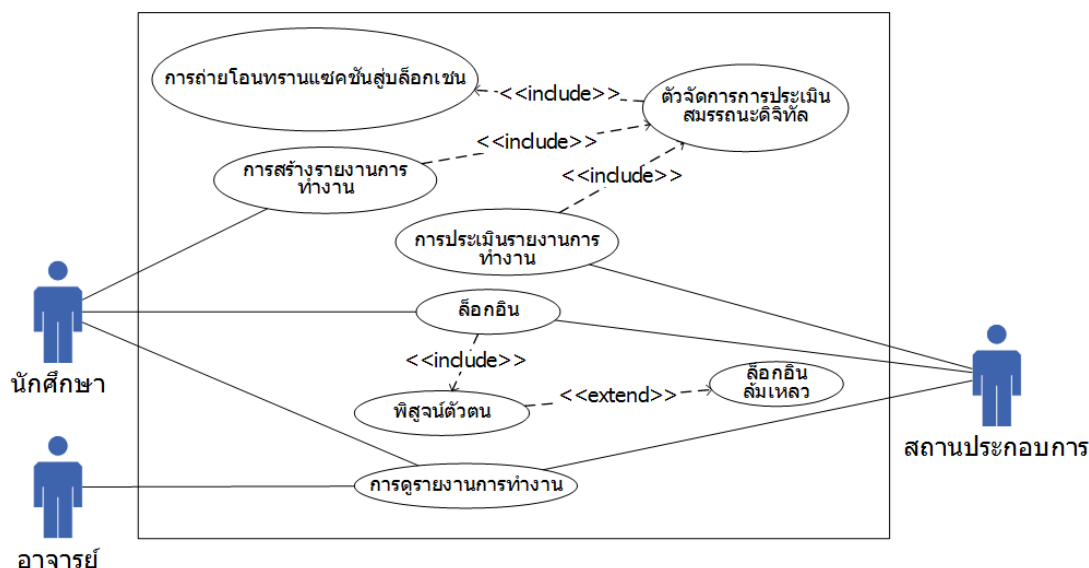 การถ่ายโอนทรานแซคชันสู่บล็อกเชน
<<include>>
ตัวจัดการการประเมิน
สมรรถนะดิจิทัล
<<include>>
การสร้างรายงานการ
ทำงาน
<<include>>
การประเมินรายงานการ
ทำงาน
ล็อกอิน
<<include>>
นักศึกษา
ล็อกอิน
ล้มเหลว
<<extend>>
พิสูจน์ตัวตน
สถานประกอบการ
การดูรายงานการทำงาน
อาจารย์